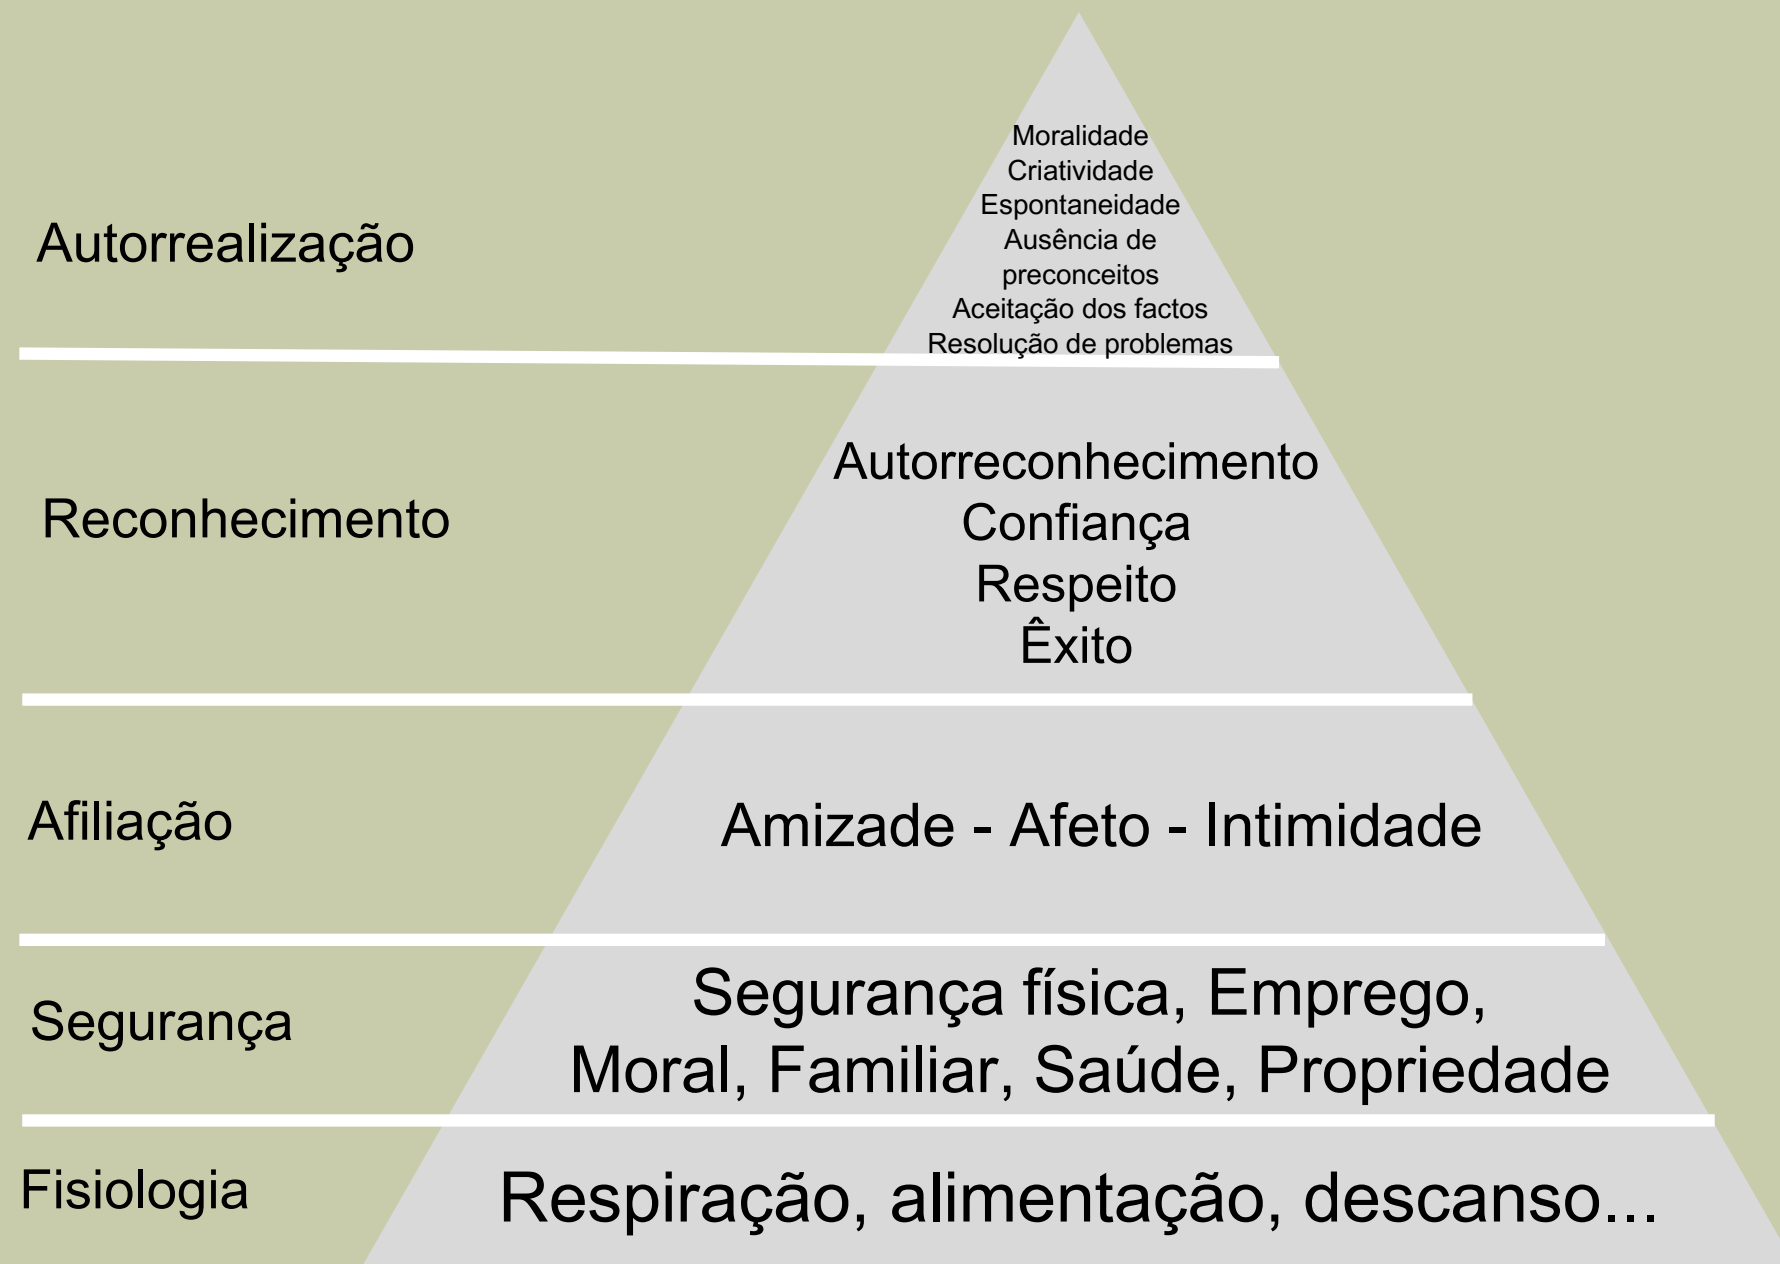 Autorrealização
Moralidade
Criatividade
Espontaneidade
Ausência de
preconceitos
Aceitação dos factos
Resolução de problemas
Reconhecimento
Autorreconhecimento
Confiança
Respeito
Êxito
Afiliação
Amizade - Afeto - Intimidade
Segurança
Segurança física, Emprego,
Moral, Familiar, Saúde, Propriedade
Fisiologia
Respiração, alimentação, descanso...